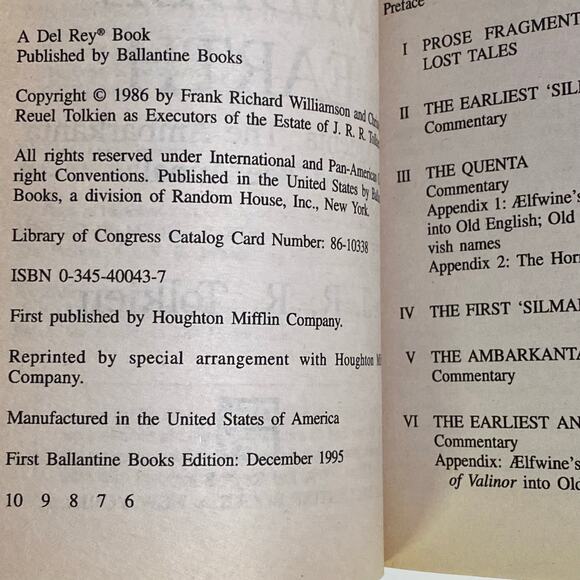 A Del Rey® Book
Published by Ballantine Books
Copyright © 1986 by Frank Richard Williamson and
Reuel Tolkien as Executors of the Estate of J. R. R.
All rights reserved under International and Pan-American
right Conventions. Published in the United States by
Books, a division of Random House, Inc., New York.
Library of Congress Catalog Card Number: 86-10338
ISBN 0-345-40043-7
First published by Houghton Mifflin Company.
Reprinted by special arrangement with Houghton
Company.
Manufactured in the United States of America
First Ballantine Books Edition: December 1995
10 9 8 7 6
Preface
I PROSE FRAGMENT
LOST TALES
II THE EARLIEST
Commentary
III THE QUENTA
Commentary
Appendix 1: Ælfwine's
into Old English; Old
vish names
Appendix 2: The
IV THE FIRST
V THE AMBARKANTA
Commentary
VI THE EARLIEST
Commentary
Appendix: Ælfwine's
of Valinor into